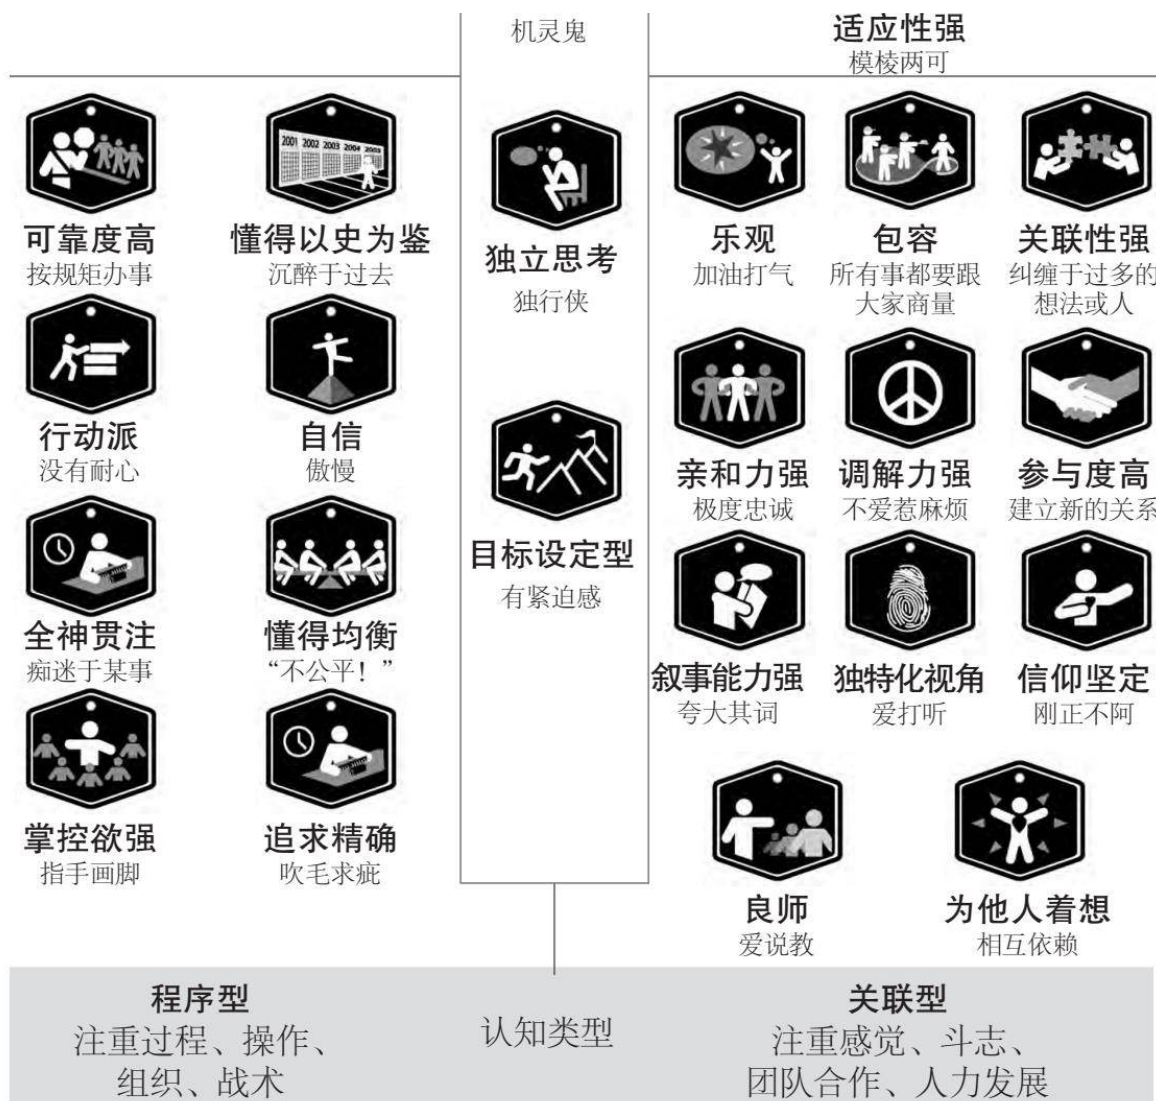 机灵鬼
适应性强
模棱两可
2001 2002 2003 2004 2005
可靠度高
按规矩办事
懂得以史为鉴
沉醉于过去
独立思考
独行侠
乐观
加油打气
包容
所有事都要跟
大家商量
关联性强
纠缠于过多的
想法或人
行动派
没有耐心
自信
傲慢
目标设定型
有紧迫感
亲和力强
极度忠诚
调解力强
不爱惹麻烦
参与度高
建立新的关系
全神贯注
痴迷于某事
懂得均衡
“不公平！”
叙事能力强
夸大其词
独特化视角
爱打听
信仰坚定
刚正不阿
掌控欲强
指手画脚
追求精确
吹毛求疵
良师
爱说教
为他人着想
相互依赖
程序型
注重过程、操作、
组织、战术
认知类型
关联型
注重感觉、斗志、
团队合作、人力发展